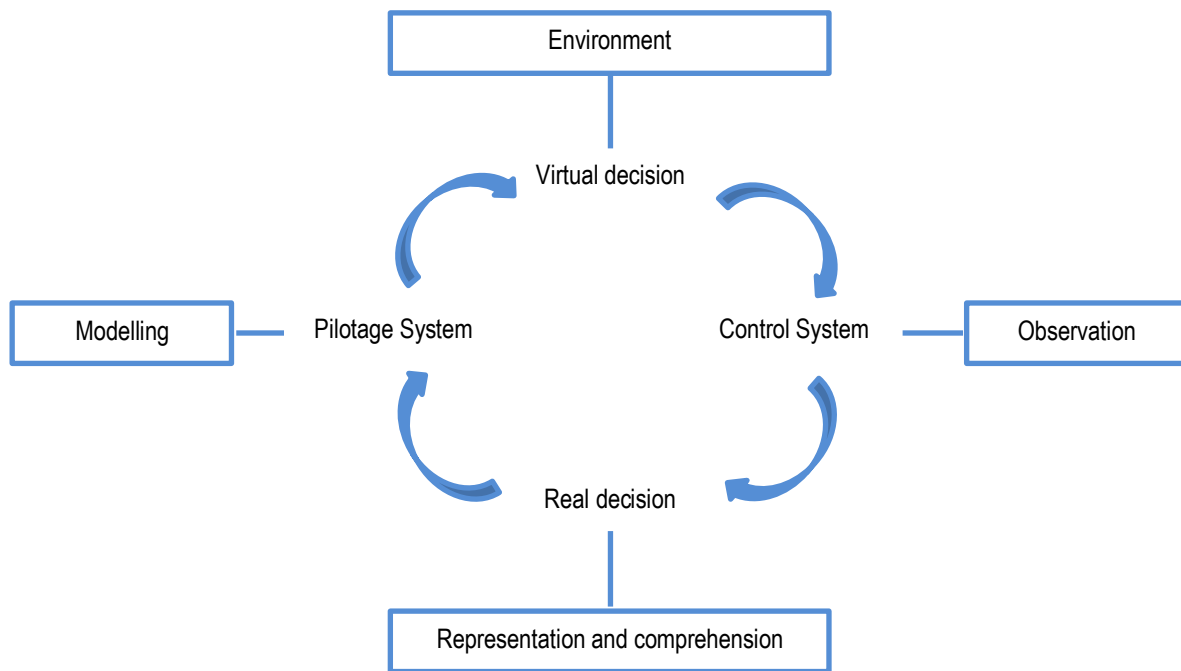 Environment
Virtual decision
Modelling
Pilotage System
Control System
Observation
Real decision
Representation and comprehension